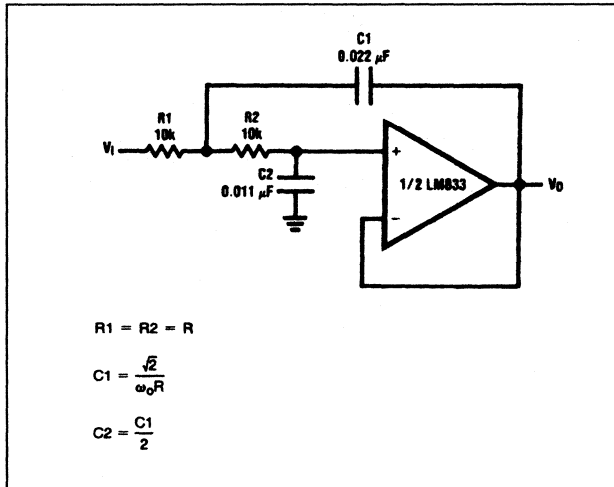 C1
0.022 µF
R1
10k
R2
10k
V_I
+
C2
0.011 µF
1/2 LM833
V_O
−
R1 = R2 = R
C1 = √2 / ω_oR
C2 = C1 / 2